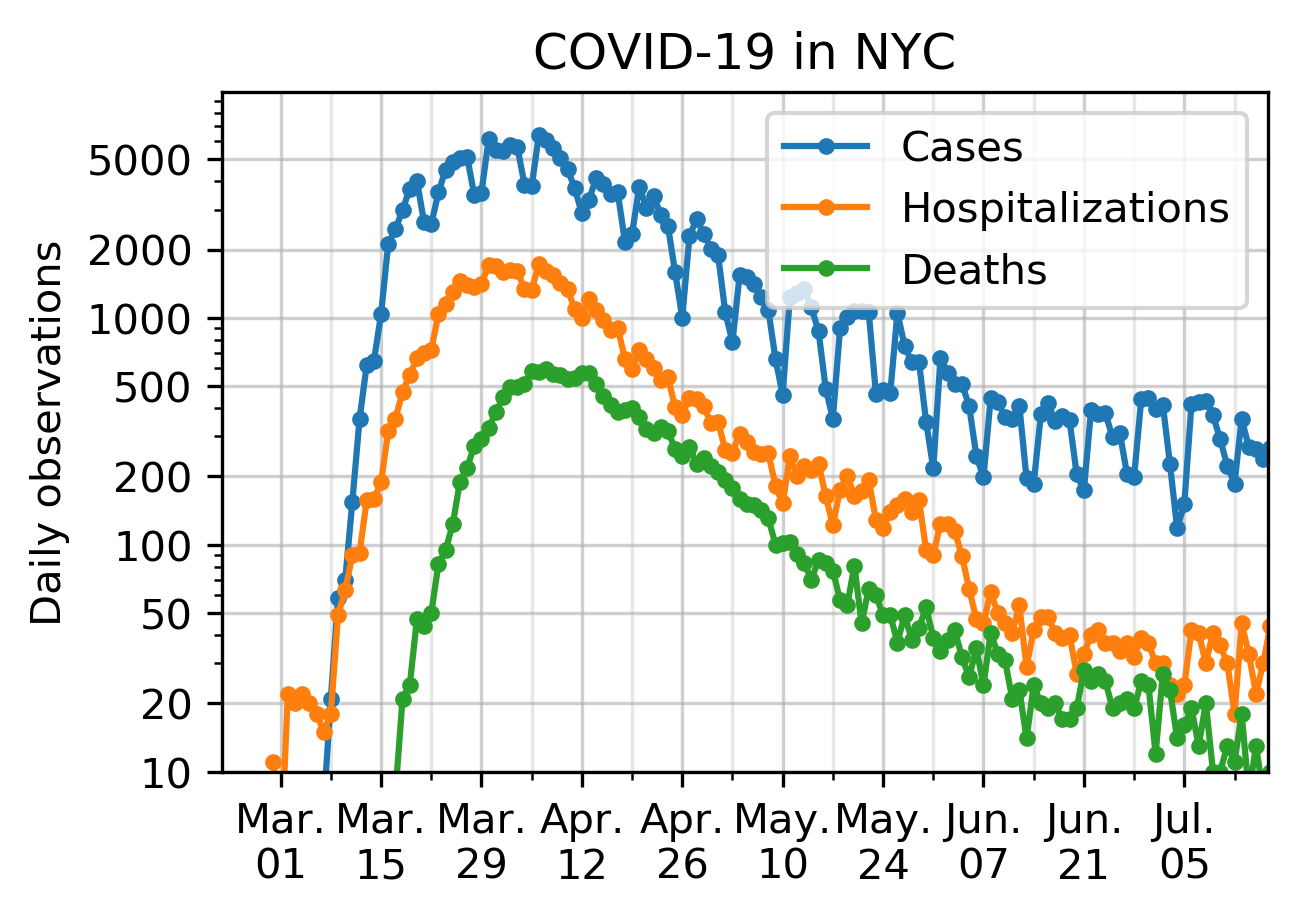 COVID-19 in NYC
Daily observations
5000
2000
1000
500
200
100
50
20
10
Cases
Hospitalizations
Deaths
Mar. Mar. Mar. Apr. Apr. May. May. Jun. Jun. Jul.
01 15 29 12 26 10 24 07 21 05